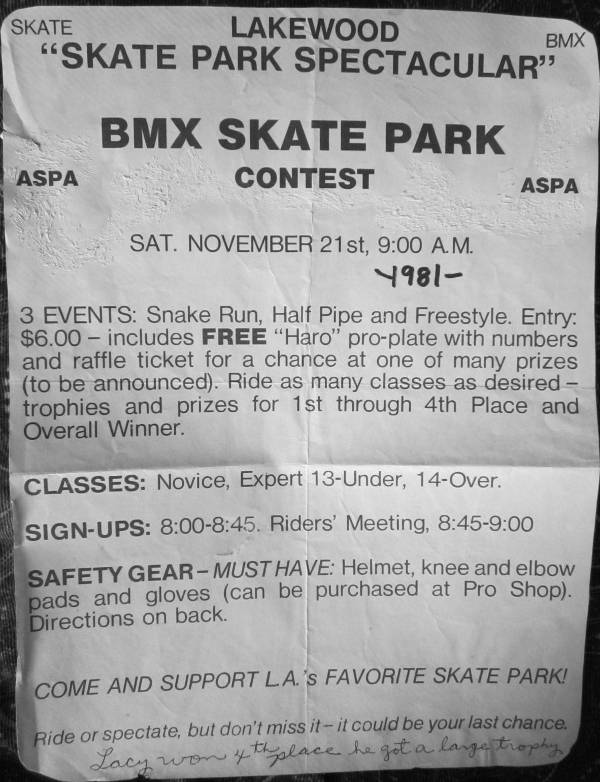 SKATE LAKEWOOD BMX
“SKATE PARK SPECTACULAR”
BMX SKATE PARK
ASPA CONTEST ASPA
SAT. NOVEMBER 21st, 9:00 A.M.
-1981-
3 EVENTS: Snake Run, Half Pipe and Freestyle. Entry:
$6.00 – includes FREE “Haro” pro-plate with numbers
and raffle ticket for a chance at one of many prizes
(to be announced). Ride as many classes as desired –
trophies and prizes for 1st through 4th Place and
Overall Winner.
CLASSES: Novice, Expert 13-Under, 14-Over.
SIGN-UPS: 8:00-8:45. Riders’ Meeting, 8:45-9:00
SAFETY GEAR – MUST HAVE: Helmet, knee and elbow
pads and gloves (can be purchased at Pro Shop).
Directions on back.
COME AND SUPPORT L.A.’s FAVORITE SKATE PARK!
Ride or spectate, but don’t miss it – it could be your last chance.
Lacy won 4th place he got a large trophy